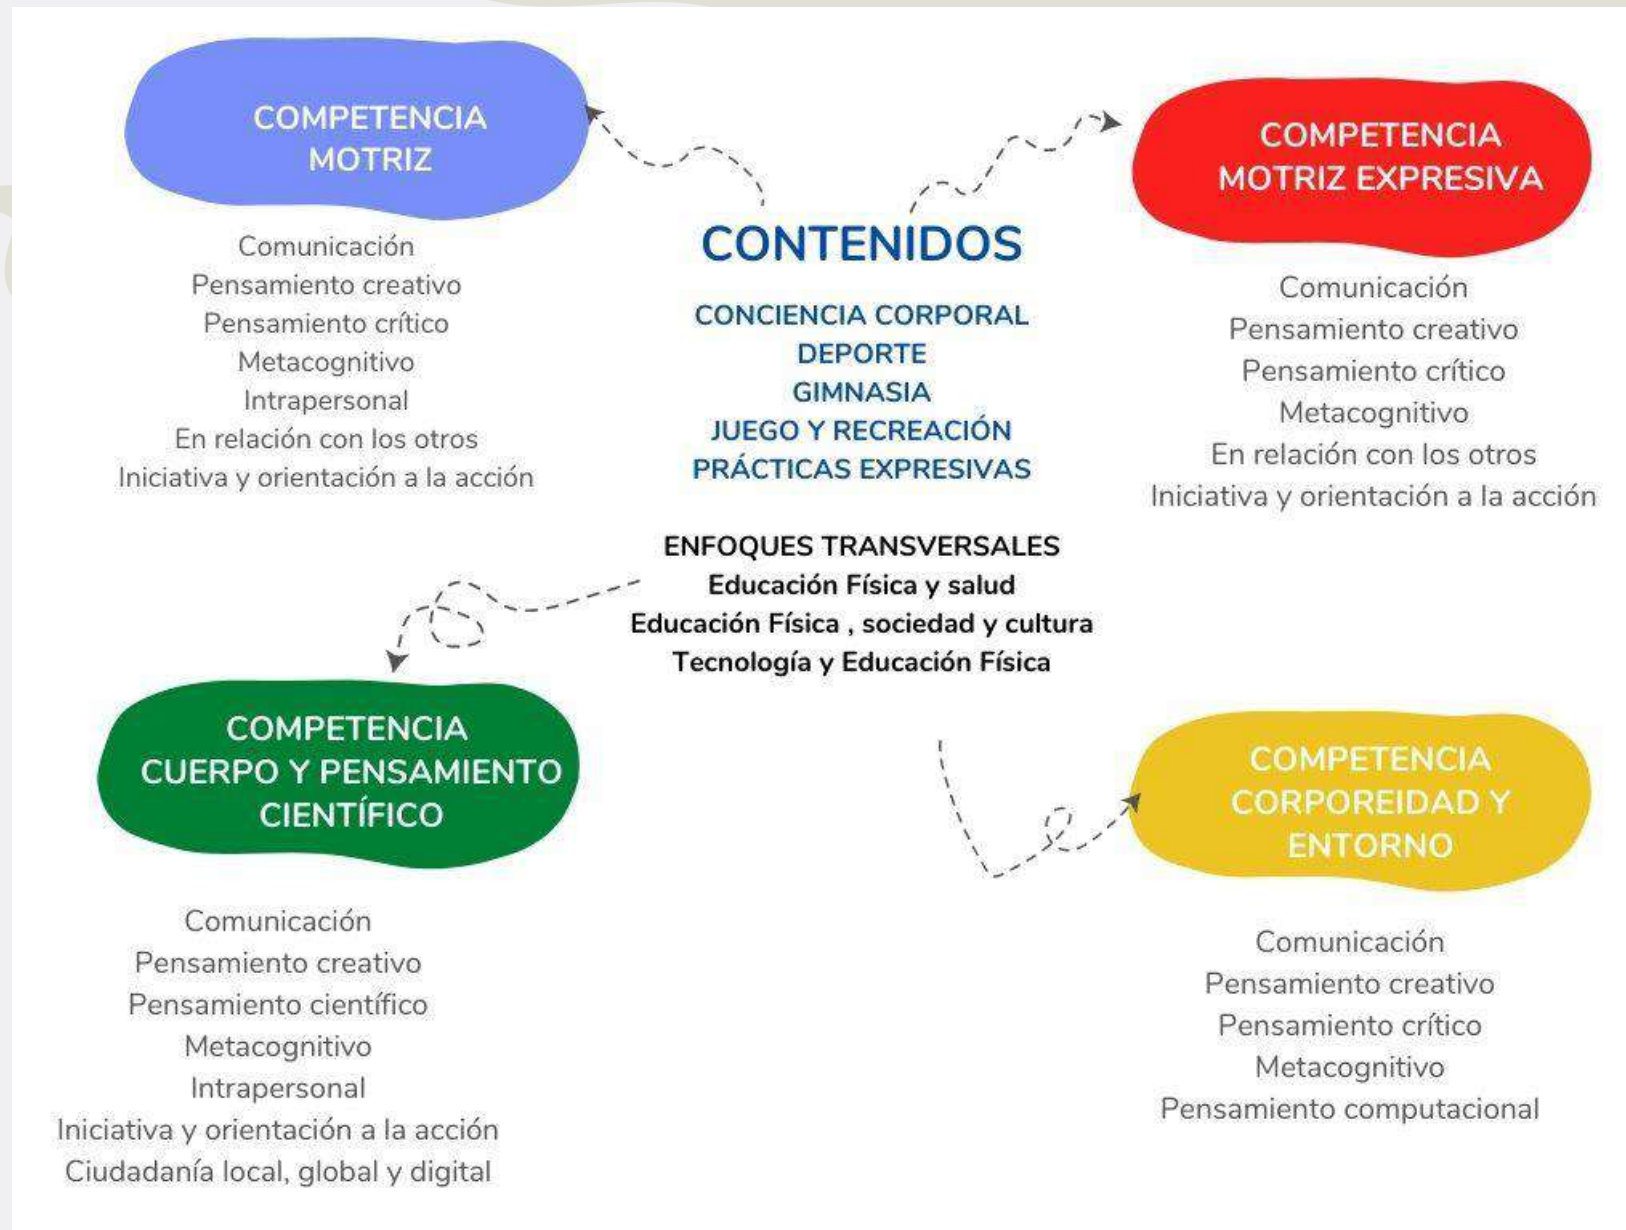 COMPETENCIA
MOTRIZ
Comunicación
Pensamiento creativo
Pensamiento crítico
Metacognitivo
Intrapersonal
En relación con los otros
Iniciativa y orientación a la acción
CONTENIDOS
CONCIENCIA CORPORAL
DEPORTE
GIMNASIA
JUEGO Y RECREACIÓN
PRÁCTICAS EXPRESIVAS
ENFOQUES TRANSVERSALES
Educación Física y salud
Educación Física , sociedad y cultura
Tecnología y Educación Física
COMPETENCIA
MOTRIZ EXPRESIVA
Comunicación
Pensamiento creativo
Pensamiento crítico
Metacognitivo
En relación con los otros
Iniciativa y orientación a la acción
COMPETENCIA
CUERPO Y PENSAMIENTO
CIENTÍFICO
Comunicación
Pensamiento creativo
Pensamiento científico
Metacognitivo
Intrapersonal
Iniciativa y orientación a la acción
Ciudadanía local, global y digital
COMPETENCIA
CORPOREIDAD Y
ENTORNO
Comunicación
Pensamiento creativo
Pensamiento crítico
Metacognitivo
Pensamiento computacional